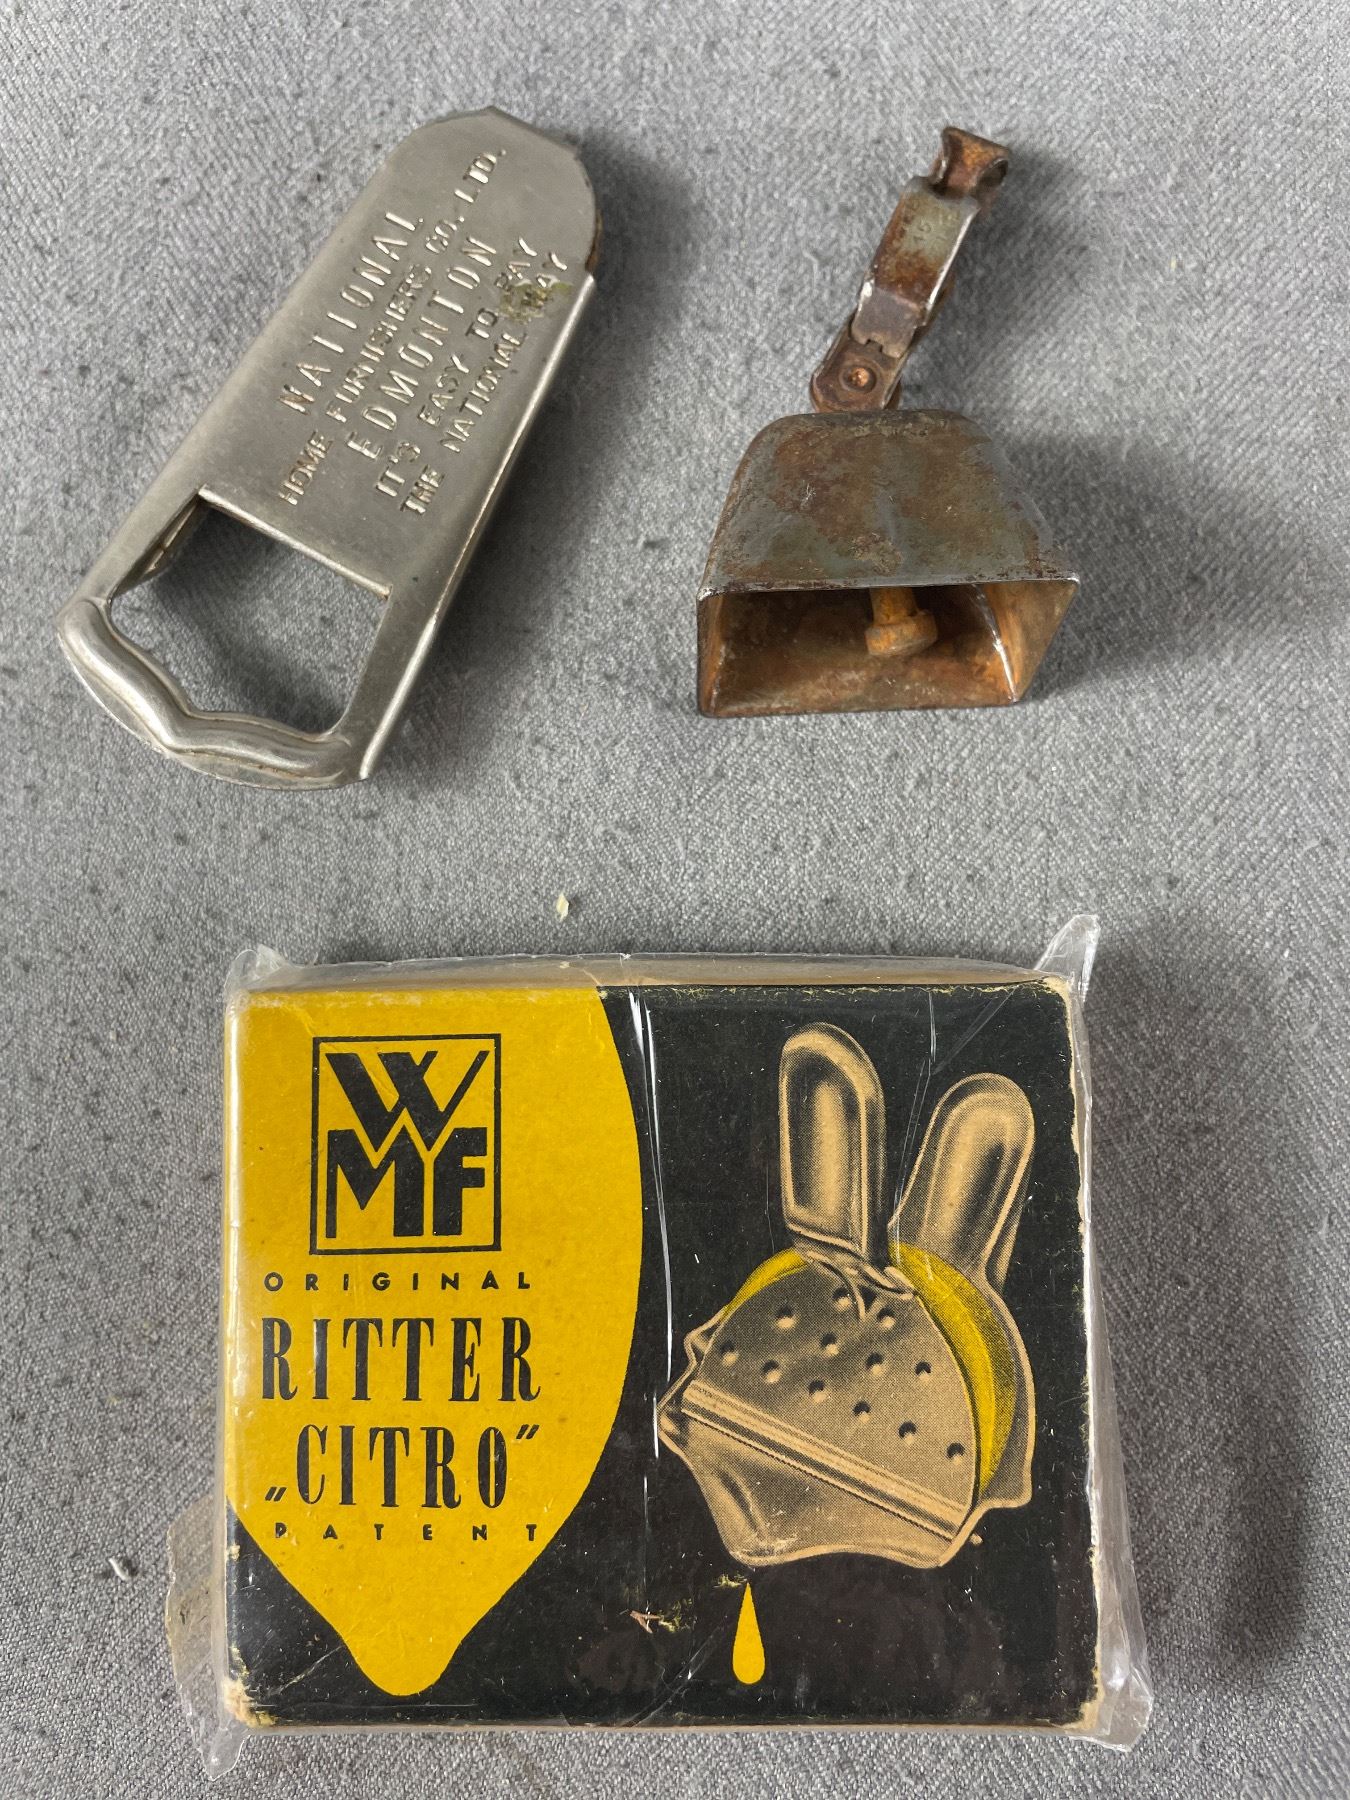 NATIONAL
HOME FURNISHERS CO. LTD.
EDMONTON
IT'S EASY TO PAY
THE NATIONAL WAY
WMF
ORIGINAL
RITTER
„CITRO”
PATENT